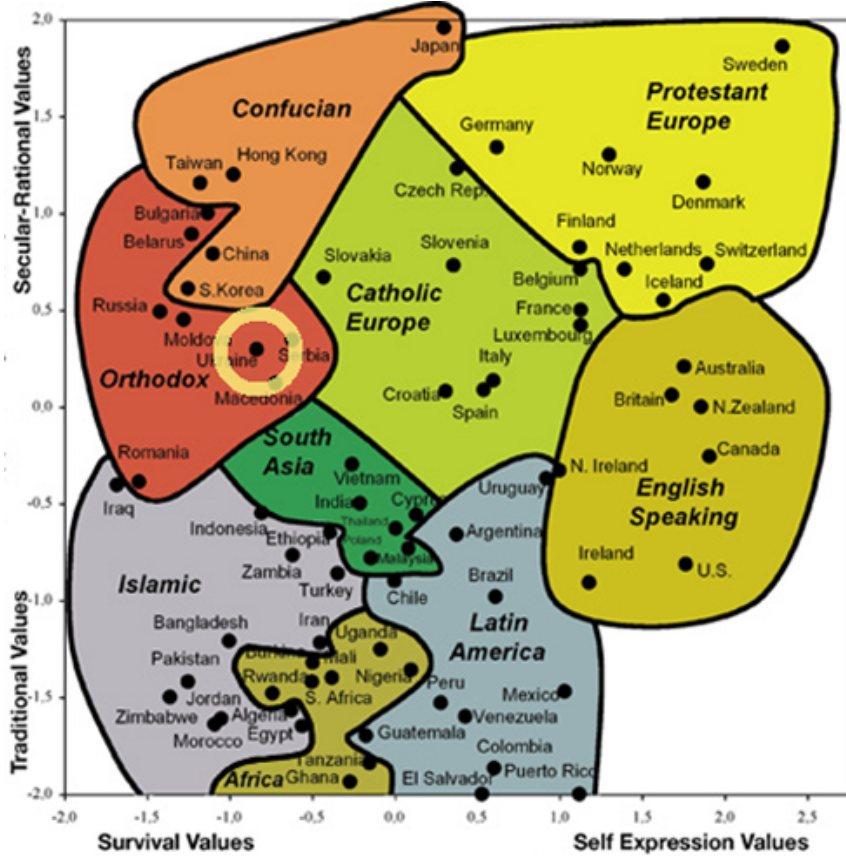 2,0
Japan
Sweden
Confucian
Protestant
Europe
1,5
Germany
Taiwan
Hong Kong
Czech Rep.
Norway
Denmark
Secular-Rational Values
1,0
Bulgaria
Belarus
China
Slovakia
Slovenia
Finland
Belgium
Netherlands
Switzerland
Iceland
S.Korea
Russia
Catholic
Europe
France
Luxembourg
0,5
Moldova
Ukraine
Serbia
Orthodox
Macedonia
Italy
Croatia
Spain
Australia
Britain
N.Zealand
0,0
South
Asia
Romania
Vietnam
Canada
N. Ireland
Uruguay
English
Speaking
-0,5
Iraq
India
Cyprus
Indonesia
Ethiopia
Thailand
Poland
Malaysia
Argentina
Zambia
Turkey
Chile
Brazil
Ireland
U.S.
Islamic
-1,0
Bangladesh
Iran
Uganda
Latin
America
Pakistan
Mali
Rwanda
Nigeria
S. Africa
Peru
Mexico
-1,5
Jordan
Zimbabwe
Algeria
Morocco
Egypt
Guatemala
Venezuela
Colombia
Tanzania
Africa
Ghana
El Salvador
Puerto Rico
Traditional Values
-2,0
-2,0
-1,5
-1,0
-0,5
0,0
0,5
1,0
1,5
2,0
2,5
Survival Values
Self Expression Values